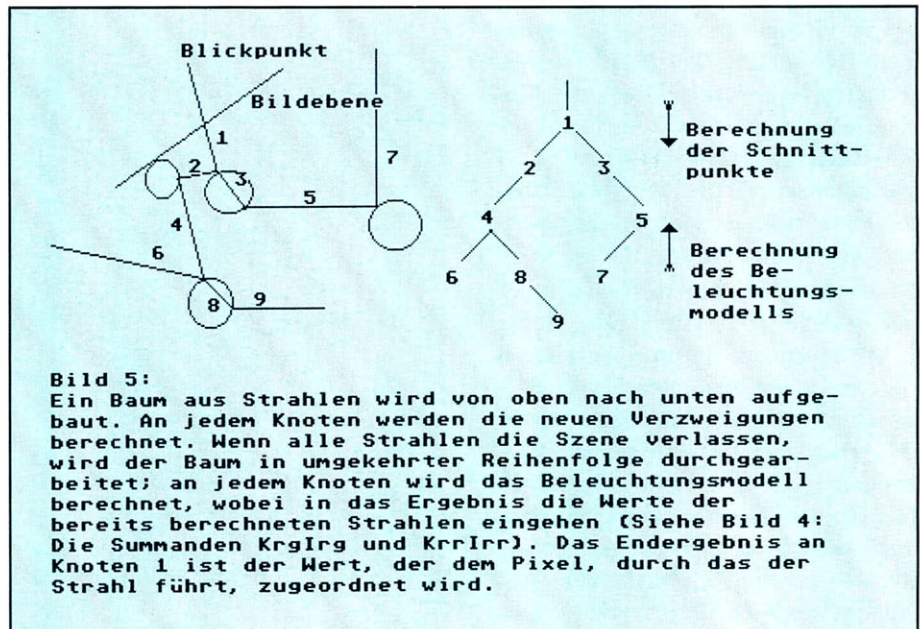 Blickpunkt
Bildebene
1
2
3
4
5
6
7
8
9
1
2
3
4
5
6
8
7
9
Berechnung
der Schnitt-
punkte
Berechnung
des Be-
leuchtungs-
modells
Bild 5:
Ein Baum aus Strahlen wird von oben nach unten aufge-
baut. An jedem Knoten werden die neuen Verzweigungen
berechnet. Wenn alle Strahlen die Szene verlassen,
wird der Baum in umgekehrter Reihenfolge durchgear-
beitet; an jedem Knoten wird das Beleuchtungsmodell
berechnet, wobei in das Ergebnis die Werte der
bereits berechneten Strahlen eingehen (Siehe Bild 4:
Die Summanden KrgIrg und KrrIrr). Das Endergebnis an
Knoten 1 ist der Wert, der dem Pixel, durch das der
Strahl führt, zugeordnet wird.